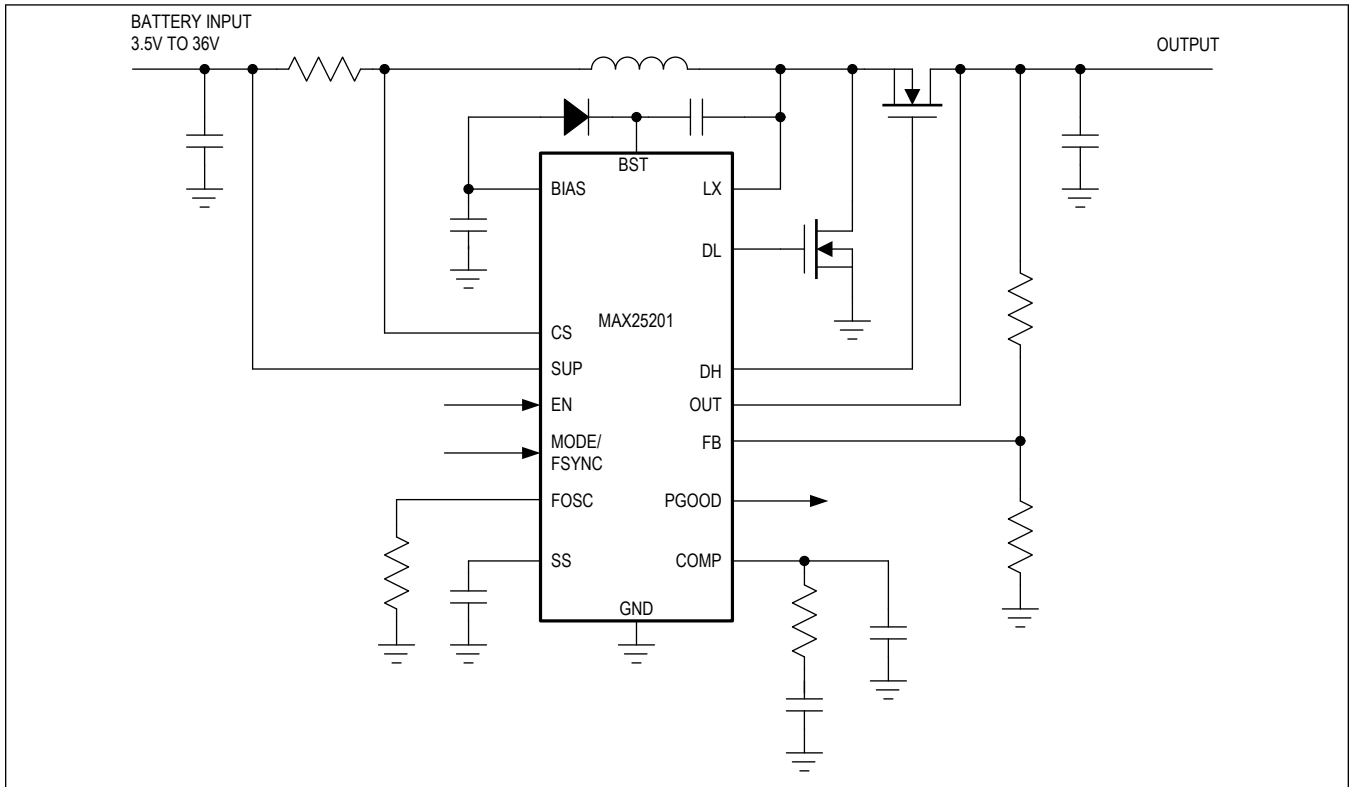 BATTERY INPUT
3.5V TO 36V
OUTPUT
BST
BIAS
LX
DL
MAX25201
CS
SUP
DH
EN
OUT
MODE/
FSYNC
FB
FOSC
PGOOD
SS
COMP
GND